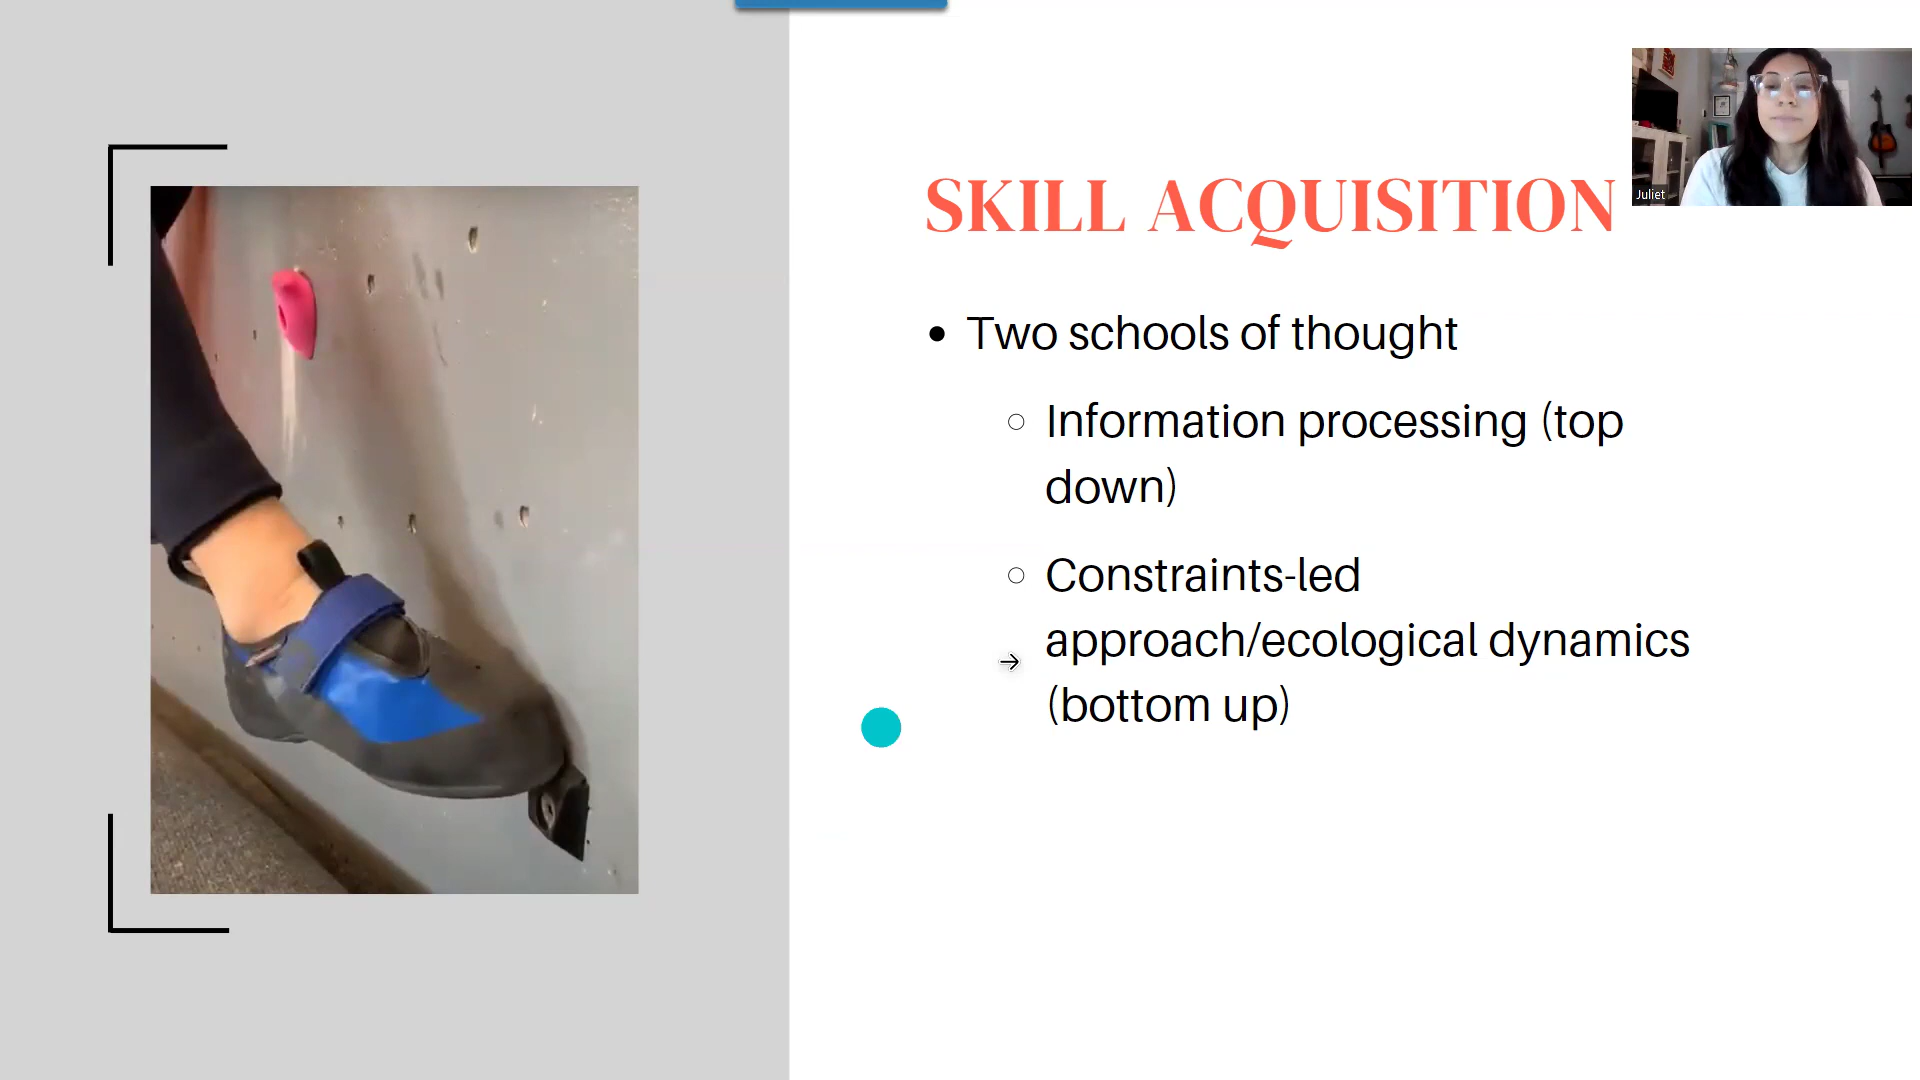 Juliet
SKILL ACQUISITION
• Two schools of thought
○ Information processing (top
down)
○ Constraints-led
approach/ecological dynamics
(bottom up)